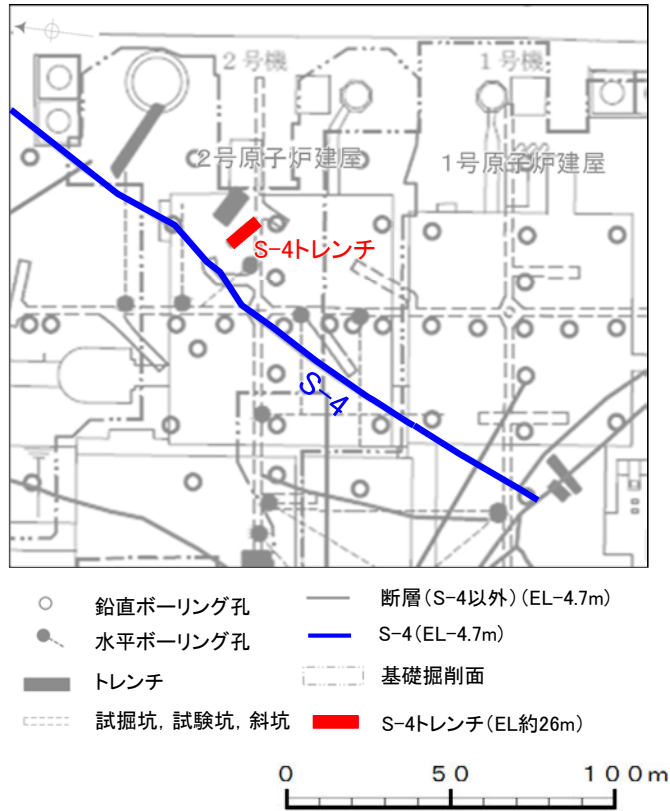 2号機
1号機
2号原子炉建屋
1号原子炉建屋
S-4トレンチ
S-4
鉛直ボーリング孔
断層(S-4以外)(EL-4.7m)
水平ボーリング孔
S-4(EL-4.7m)
トレンチ
基礎掘削面
試掘坑, 試験坑, 斜坑
S-4トレンチ(EL約26m)
0 50 100m